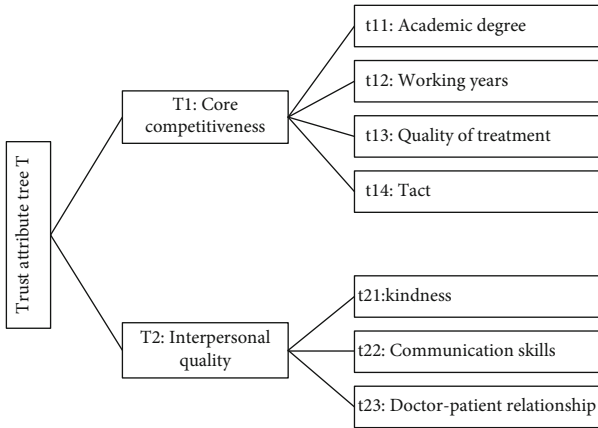 Trust attribute tree T
T1: Core
competitiveness
t11: Academic degree
t12: Working years
t13: Quality of treatment
t14: Tact
T2: Interpersonal
quality
t21:kindness
t22: Communication skills
t23: Doctor-patient relationship